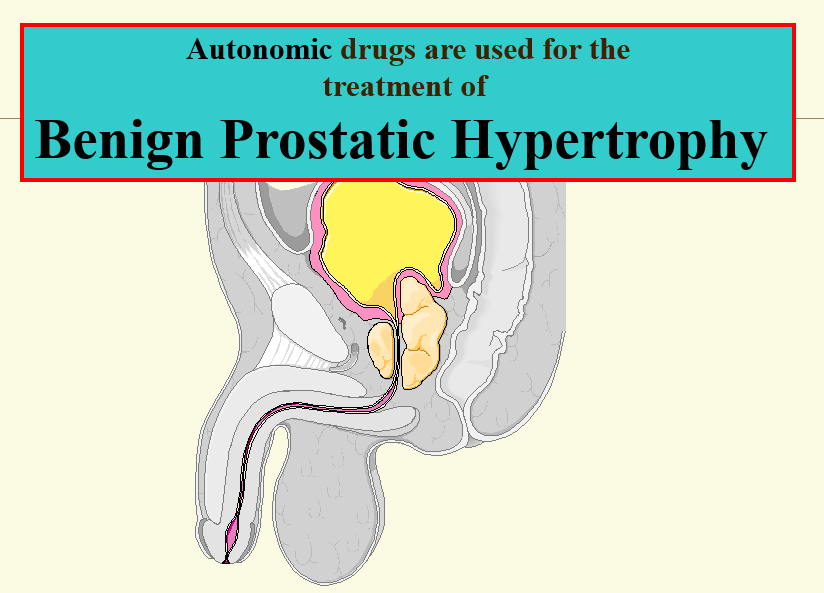 Autonomic drugs are used for the
treatment of
Benign Prostatic Hypertrophy